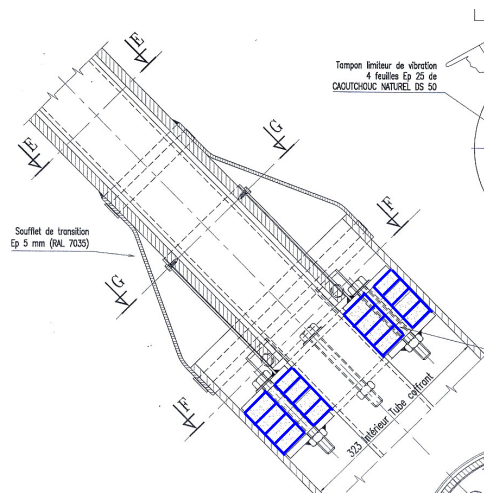 E
Tampon limiteur de vibration
4 feuilles Ep 25 de
CAOUTCHOUC NATUREL DS 50
G
E
F
Soufflet de transition
Ep 5 mm (RAL 7035)
G
F
323 Intérieur Tube coffrant